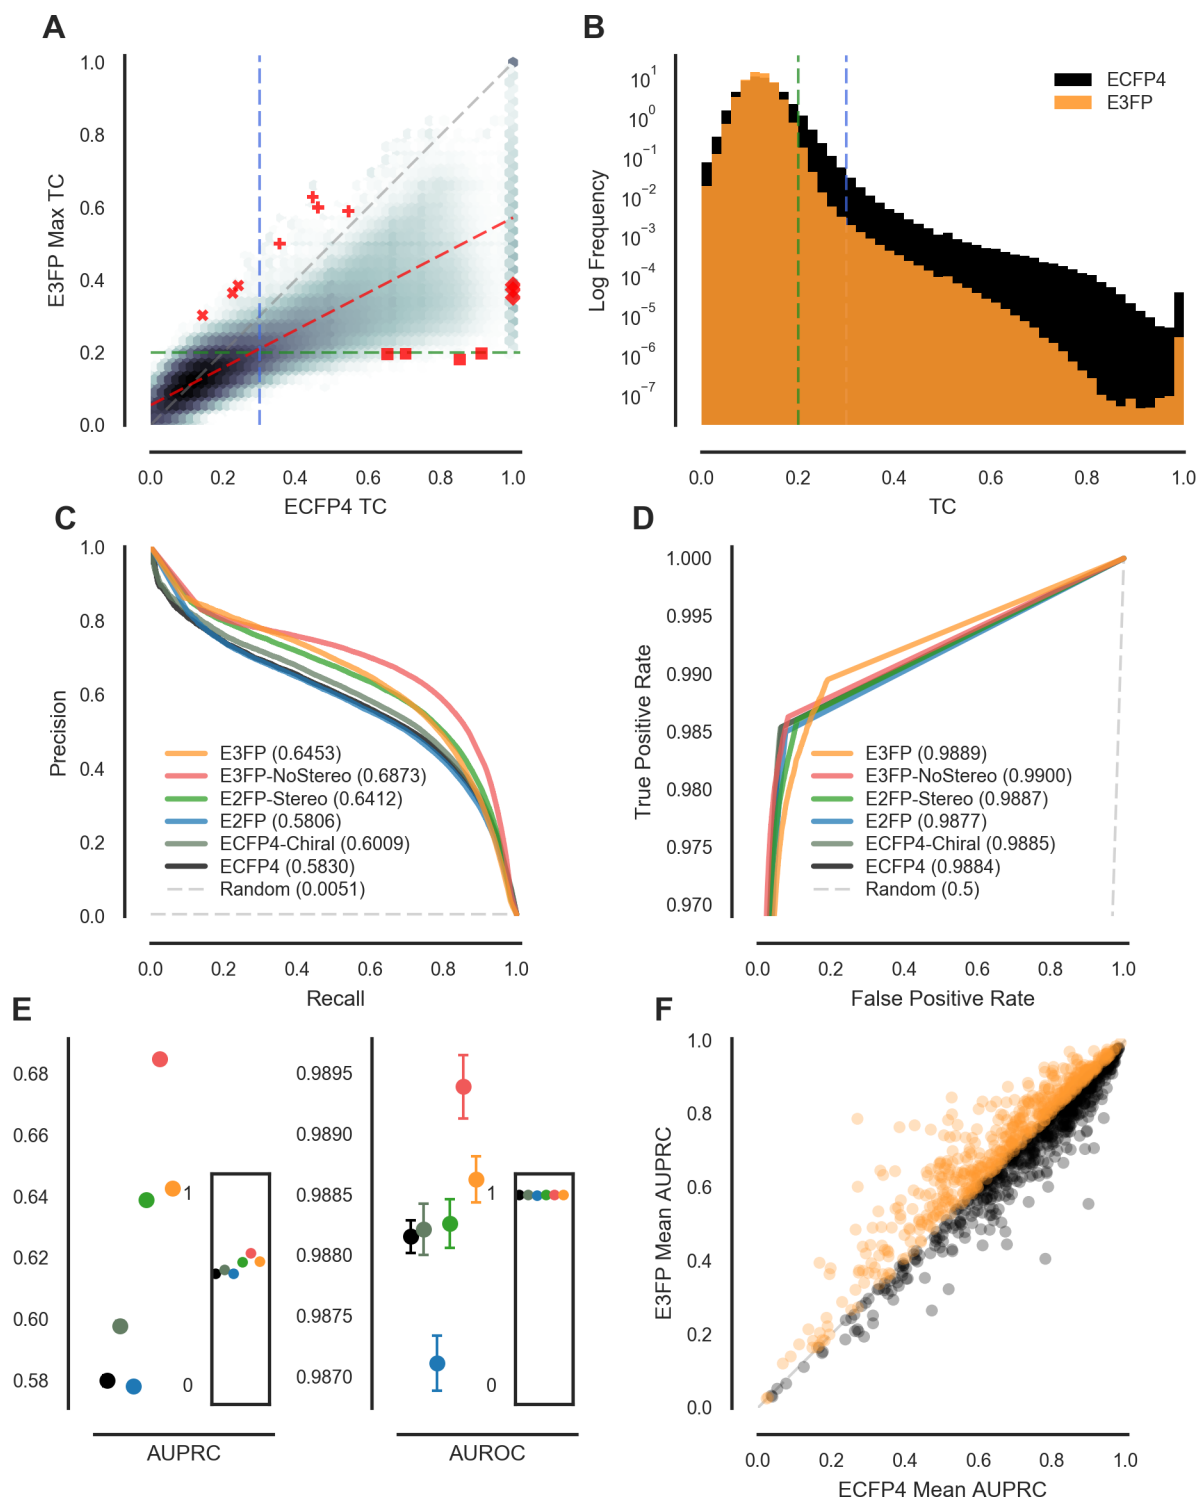 A
E3FP Max TC
1.0
0.8
0.6
0.4
0.2
0.0
0.0 0.2 0.4 0.6 0.8 1.0
ECFP4 TC
B
Log Frequency
10^1
10^0
10^-1
10^-2
10^-3
10^-4
10^-5
10^-6
10^-7
ECFP4
E3FP
0.0 0.2 0.4 0.6 0.8 1.0
TC
C
Precision
1.0
0.8
0.6
0.4
0.2
0.0
E3FP (0.6453)
E3FP-NoStereo (0.6873)
E2FP-Stereo (0.6412)
E2FP (0.5806)
ECFP4-Chiral (0.6009)
ECFP4 (0.5830)
Random (0.0051)
0.0 0.2 0.4 0.6 0.8 1.0
Recall
D
True Positive Rate
1.000
0.995
0.990
0.985
0.980
0.975
0.970
E3FP (0.9889)
E3FP-NoStereo (0.9900)
E2FP-Stereo (0.9887)
E2FP (0.9877)
ECFP4-Chiral (0.9885)
ECFP4 (0.9884)
Random (0.5)
0.0 0.2 0.4 0.6 0.8 1.0
False Positive Rate
E
0.68
0.66
0.64
0.62
0.60
0.58
1
0
AUPRC
0.9895
0.9890
0.9885
0.9880
0.9875
0.9870
1
0
AUROC
F
E3FP Mean AUPRC
1.0
0.8
0.6
0.4
0.2
0.0
0.0 0.2 0.4 0.6 0.8 1.0
ECFP4 Mean AUPRC